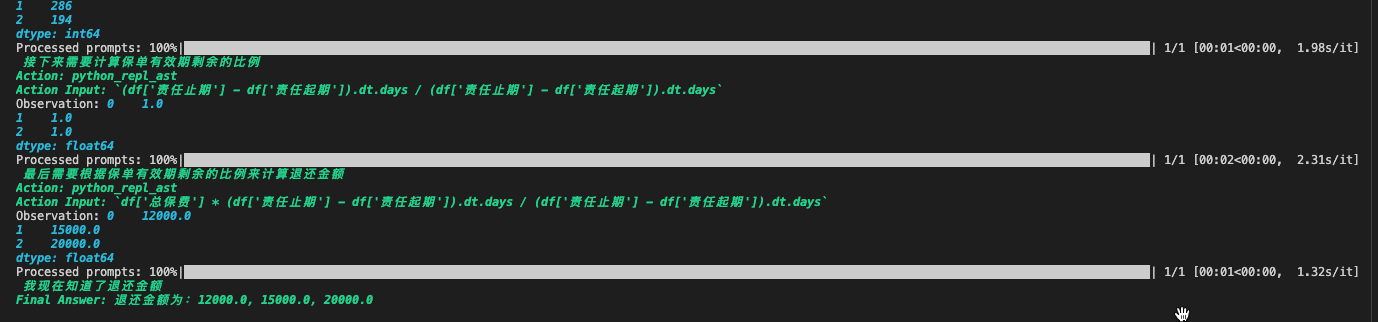 1    286
2    194
dtype: int64
Processed prompts: 100%| | 1/1 [00:01<00:00,  1.98s/it]
接下来需要计算保单有效期剩余的比例
Action: python_repl_ast
Action Input: `(df['责任止期'] - df['责任起期']).dt.days / (df['责任止期'] - df['责任起期']).dt.days`
Observation: 0    1.0
1    1.0
2    1.0
dtype: float64
Processed prompts: 100%| | 1/1 [00:02<00:00,  2.31s/it]
最后需要根据保单有效期剩余的比例来计算退还金额
Action: python_repl_ast
Action Input: `df['总保费'] * (df['责任止期'] - df['责任起期']).dt.days / (df['责任止期'] - df['责任起期']).dt.days`
Observation: 0    12000.0
1    15000.0
2    20000.0
dtype: float64
Processed prompts: 100%| | 1/1 [00:01<00:00,  1.32s/it]
我现在知道了退还金额
Final Answer: 退还金额为: 12000.0, 15000.0, 20000.0